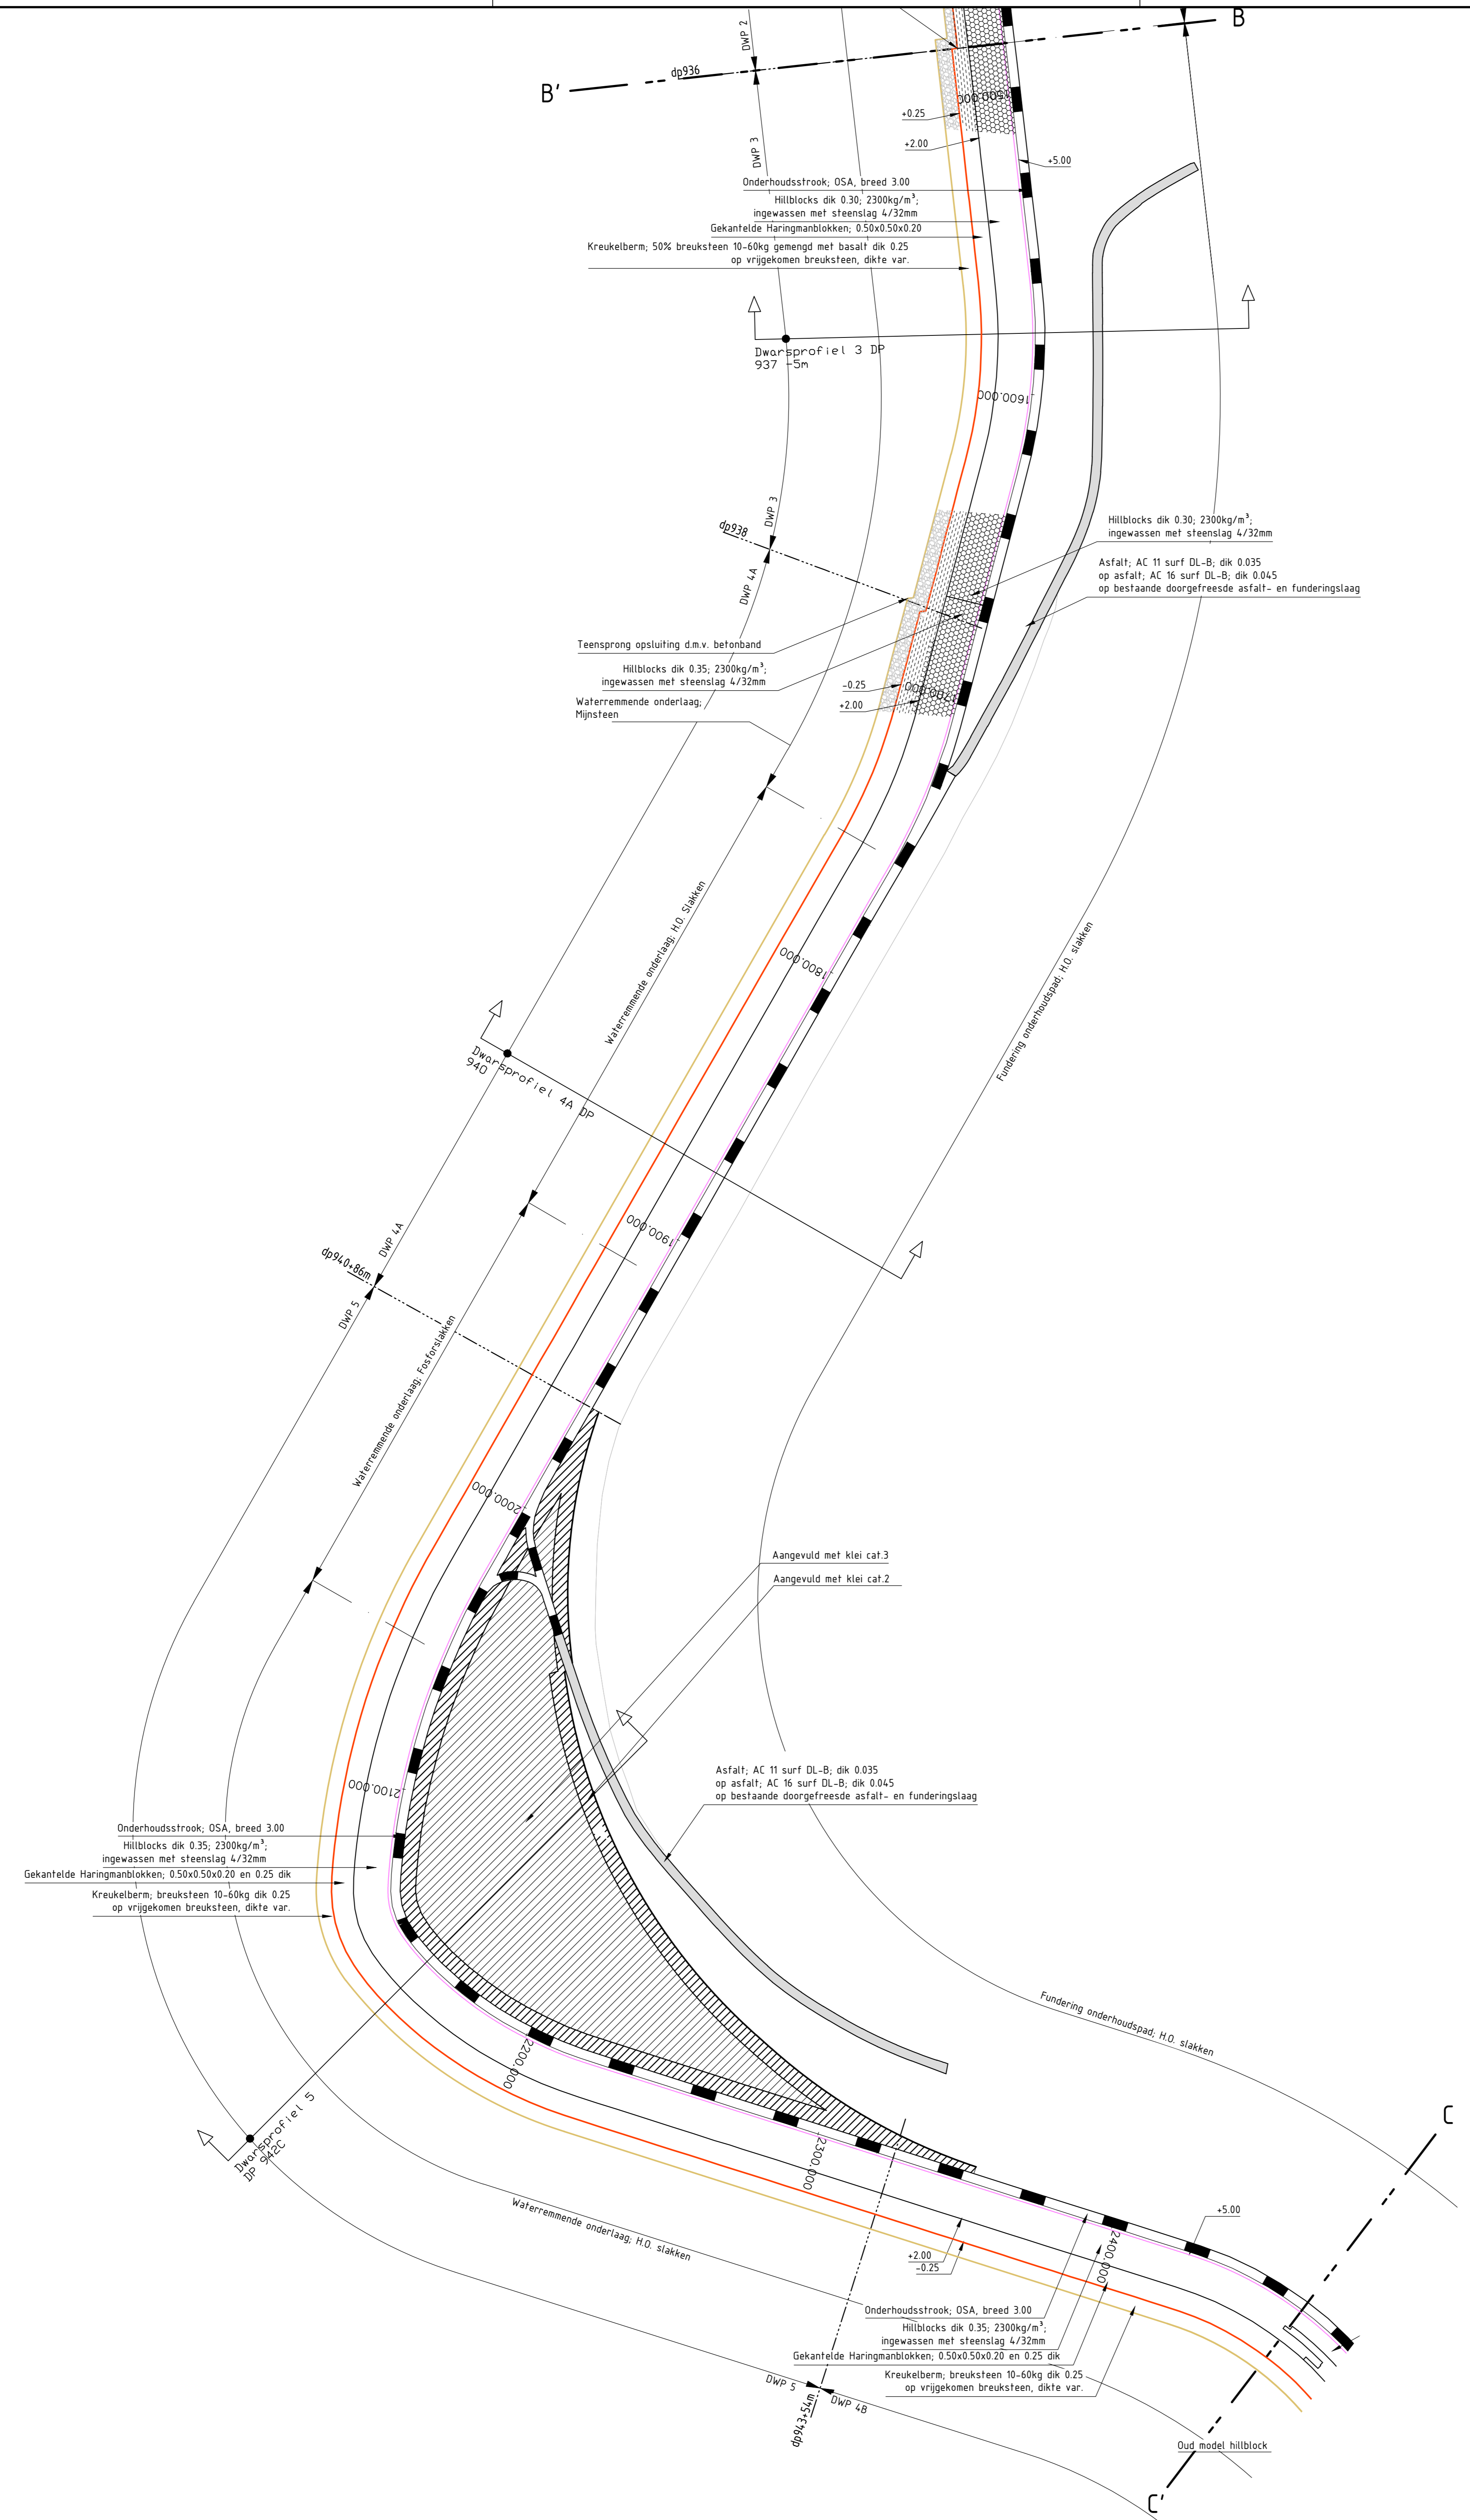 B
DWP 2
dp936
B'
1500.000
+0.25
+2.00
DWP 3
+5.00
Onderhoudsstrook; OSA, breed 3.00
Hillblocks dik 0.30; 2300kg/m³;
ingewassen met steenslag 4/32mm
Gekantelde Haringmanblokken; 0.50x0.50x0.20
Kreukelberm; 50% breuksteen 10-60kg gemengd met basalt dik 0.25
op vrijgekomen breuksteen, dikte var.
Dwarsprofiel 3 DP
937 -5m
1600.000
DWP 3
dp938
DWP 4A
Hillblocks dik 0.30; 2300kg/m³;
ingewassen met steenslag 4/32mm
Asfalt; AC 11 surf DL-B; dik 0.035
op asfalt; AC 16 surf DL-B; dik 0.045
op bestaande doorgefreesde asfalt- en funderingslaag
Teensprong opsluiting d.m.v. betonband
Hillblocks dik 0.35; 2300kg/m³;
ingewassen met steenslag 4/32mm
-0.25
1700.000
+2.00
Waterremmende onderlaag;
Mijnsteen
Waterremmende onderlaag; H.O. Slakken
1800.000
Fundering onderhoudspad; H.O. slakken
Dwarsprofiel 4A DP
940
1900.000
DWP 4A
dp940+86m
DWP 5
Waterremmende onderlaag; Fosforslakken
2000.000
Aangevuld met klei cat.3
Aangevuld met klei cat.2
2100.000
Asfalt; AC 11 surf DL-B; dik 0.035
op asfalt; AC 16 surf DL-B; dik 0.045
op bestaande doorgefreesde asfalt- en funderingslaag
Onderhoudsstrook; OSA, breed 3.00
Hillblocks dik 0.35; 2300kg/m³;
ingewassen met steenslag 4/32mm
Gekantelde Haringmanblokken; 0.50x0.50x0.20 en 0.25 dik
Kreukelberm; breuksteen 10-60kg dik 0.25
op vrijgekomen breuksteen, dikte var.
Fundering onderhoudspad; H.O. slakken
2200.000
Dwarsprofiel 5
DP 942C
C
2300.000
Waterremmende onderlaag; H.O. slakken
+5.00
+2.00
-0.25
2400.000
Onderhoudsstrook; OSA, breed 3.00
Hillblocks dik 0.35; 2300kg/m³;
ingewassen met steenslag 4/32mm
Gekantelde Haringmanblokken; 0.50x0.50x0.20 en 0.25 dik
Kreukelberm; breuksteen 10-60kg dik 0.25
op vrijgekomen breuksteen, dikte var.
DWP 5
DWP 4B
dp943+54m
Oud model hillblock
C'